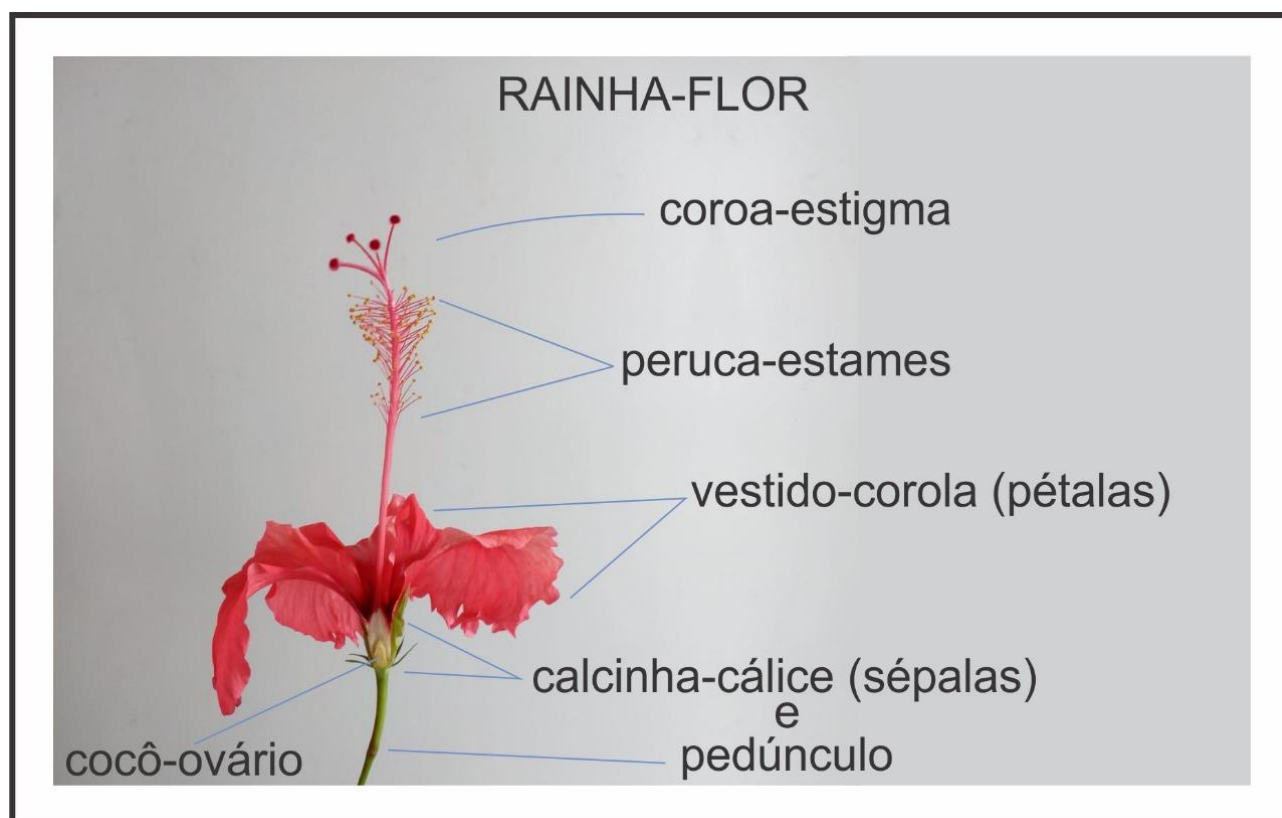 RAINHA-FLOR
coroa-estigma
peruca-estames
vestido-corola (pétalas)
calcinha-cálice (sépalas)
e
pedúnculo
cocô-ovário